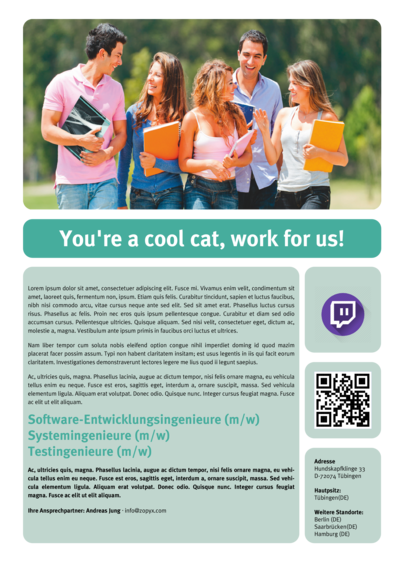 You're a cool cat, work for us!
Lorem ipsum dolor sit amet, consectetuer adipiscing elit. Fusce mi. Vivamus enim velit, condimentum sit
amet, laoreet quis, fermentum non, ipsum. Etiam quis felis. Curabitur tincidunt, sapien et luctus faucibus,
nibh nisi commodo arcu, vitae cursus neque ante sed elit. Sed sit amet erat. Phasellus luctus cursus
risus. Phasellus ac felis. Proin nec eros quis ipsum pellentesque congue. Curabitur et diam sed odio
accumsan cursus. Pellentesque ultricies. Quisque aliquam. Sed nisi velit, consectetuer eget, dictum ac,
molestie a, magna. Vestibulum ante ipsum primis in faucibus orci luctus et ultrices.
Nam liber tempor cum soluta nobis eleifend option congue nihil imperdiet doming id quod mazim
placerat facer possim assum. Typi non habent claritatem insitam; est usus legentis in iis qui facit eorum
claritatem. Investigationes demonstraverunt lectores legere me lius quod ii legunt saepius.
Ac, ultricies quis, magna. Phasellus lacinia, augue ac dictum tempor, nisi felis ornare magna, eu vehicula
tellus enim eu neque. Fusce est eros, sagittis eget, interdum a, ornare suscipit, massa. Sed vehicula
elementum ligula. Aliquam erat volutpat. Donec odio. Quisque nunc. Integer cursus feugiat magna. Fusce
ac elit ut elit aliquam.
Software-Entwicklungsingenieure (m/w)
Systemingenieure (m/w)
Testingenieure (m/w)
Ac, ultricies quis, magna. Phasellus lacinia, augue ac dictum tempor, nisi felis ornare magna, eu vehi-
cula tellus enim eu neque. Fusce est eros, sagittis eget, interdum a, ornare suscipit, massa. Sed vehi-
cula elementum ligula. Aliquam erat volutpat. Donec odio. Quisque nunc. Integer cursus feugiat
magna. Fusce ac elit ut elit aliquam.
Ihre Ansprechpartner: Andreas Jung · info@zopyx.com
Adresse
Hundskapfklinge 33
D-72074 Tübingen
Hautpsitz:
Tübingen(DE)
Weitere Standorte:
Berlin (DE)
Saarbrücken(DE)
Hamburg (DE)